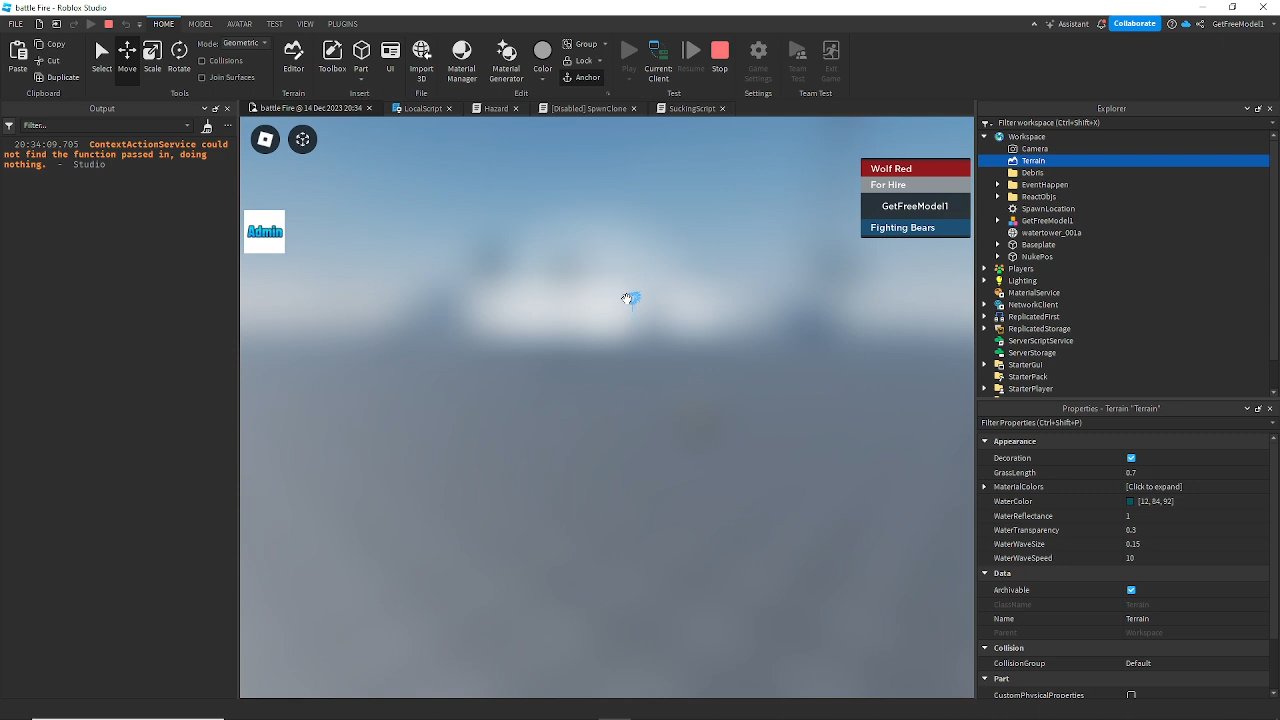 battle Fire - Roblox Studio
FILE HOME MODEL AVATAR TEST VIEW PLUGINS Assistant Collaborate GetFreeModel1
Paste Copy Cut Duplicate Select Move Scale Rotate Mode: Geometric Collisions Join Surfaces Editor Toolbox Part UI Import 3D Material Manager Material Generator Color Group Lock Anchor Play Current: Client Resume Stop Game Settings Team Test Exit Game
Clipboard Tools Terrain Insert File Edit Test Settings Team Test
Output
battle Fire @ 14 Dec 2023 20:34 LocalScript Hazard [Disabled] SpawnClone SuckingScript
Explorer
Filter...
Filter workspace (Ctrl+Shift+X)
20:34:09.705 ContextActionService could
not find the function passed in, doing
nothing. - Studio
Admin
Wolf Red
For Hire
GetFreeModel1
Fighting Bears
Workspace
Camera
Terrain
Debris
EventHappen
ReactObjs
SpawnLocation
GetFreeModel1
watertower_001a
Baseplate
NukePos
Players
Lighting
MaterialService
NetworkClient
ReplicatedFirst
ReplicatedStorage
ServerScriptService
ServerStorage
StarterGui
StarterPack
StarterPlayer
Properties - Terrain "Terrain"
Filter Properties (Ctrl+Shift+P)
Appearance
Decoration
GrassLength 0.7
MaterialColors [Click to expand]
WaterColor [12, 84, 92]
WaterReflectance 1
WaterTransparency 0.3
WaterWaveSize 0.15
WaterWaveSpeed 10
Data
Archivable
ClassName Terrain
Name Terrain
Parent Workspace
Collision
CollisionGroup Default
Part
CustomPhysicalProperties